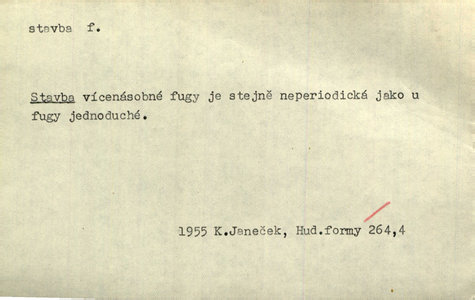 stavba f.
Stavba vícenásobné fugy je stejně neperiodická jako u
fugy jednoduché.
1955 K.Janeček, Hud.formy 264,4